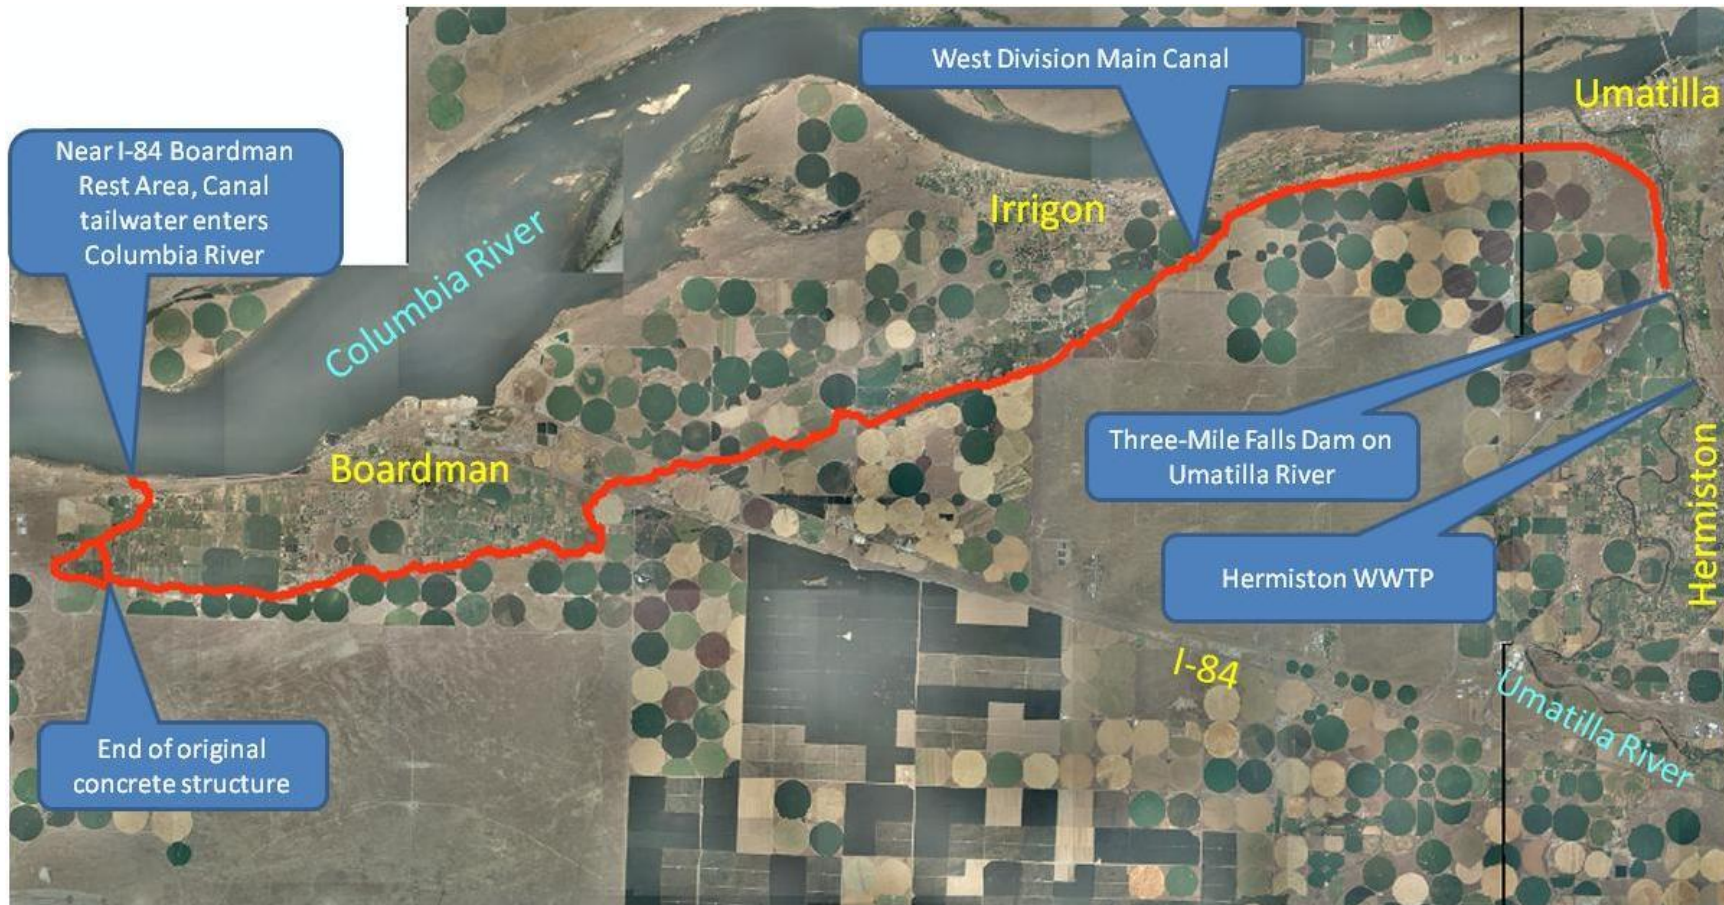 West Division Main Canal
Umatilla
Near I-84 Boardman
Rest Area, Canal
tailwater enters
Columbia River
Irrigon
Columbia River
Three-Mile Falls Dam on
Umatilla River
Boardman
Hermiston
Hermiston WWTP
I-84
Umatilla River
End of original
concrete structure